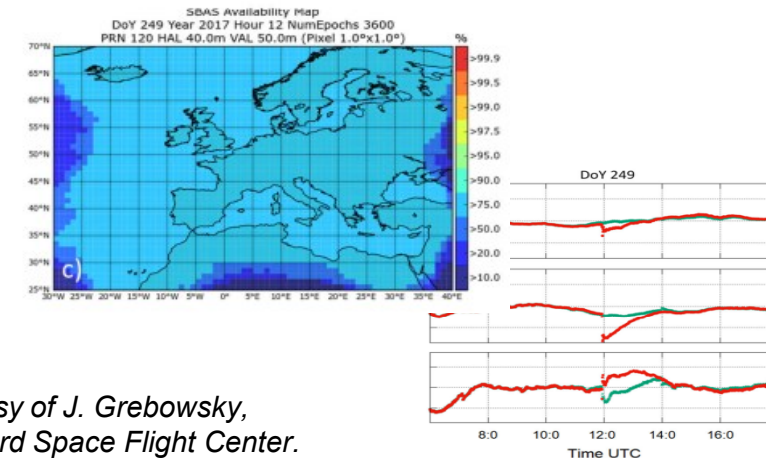 SBAS Availability Map
DoY 249 Year 2017 Hour 12 NumEpochs 3600
PRN 120 HAL 40.0m VAL 50.0m (Pixel 1.0°x1.0°)
%
70°N
65°N
60°N
55°N
50°N
45°N
40°N
35°N
30°N
25°N
30°W 25°W 20°W 15°W 10°W 5°W 0° 5°E 10°E 15°E 20°E 25°E 30°E 35°E 40°E
>99.9
>99.5
>99.0
>97.5
>95.0
>90.0
>75.0
>50.0
>20.0
>10.0
c)
DoY 249
8:0 10:0 12:0 14:0 16:0
Time UTC
sy of J. Grebowsky,
rd Space Flight Center.